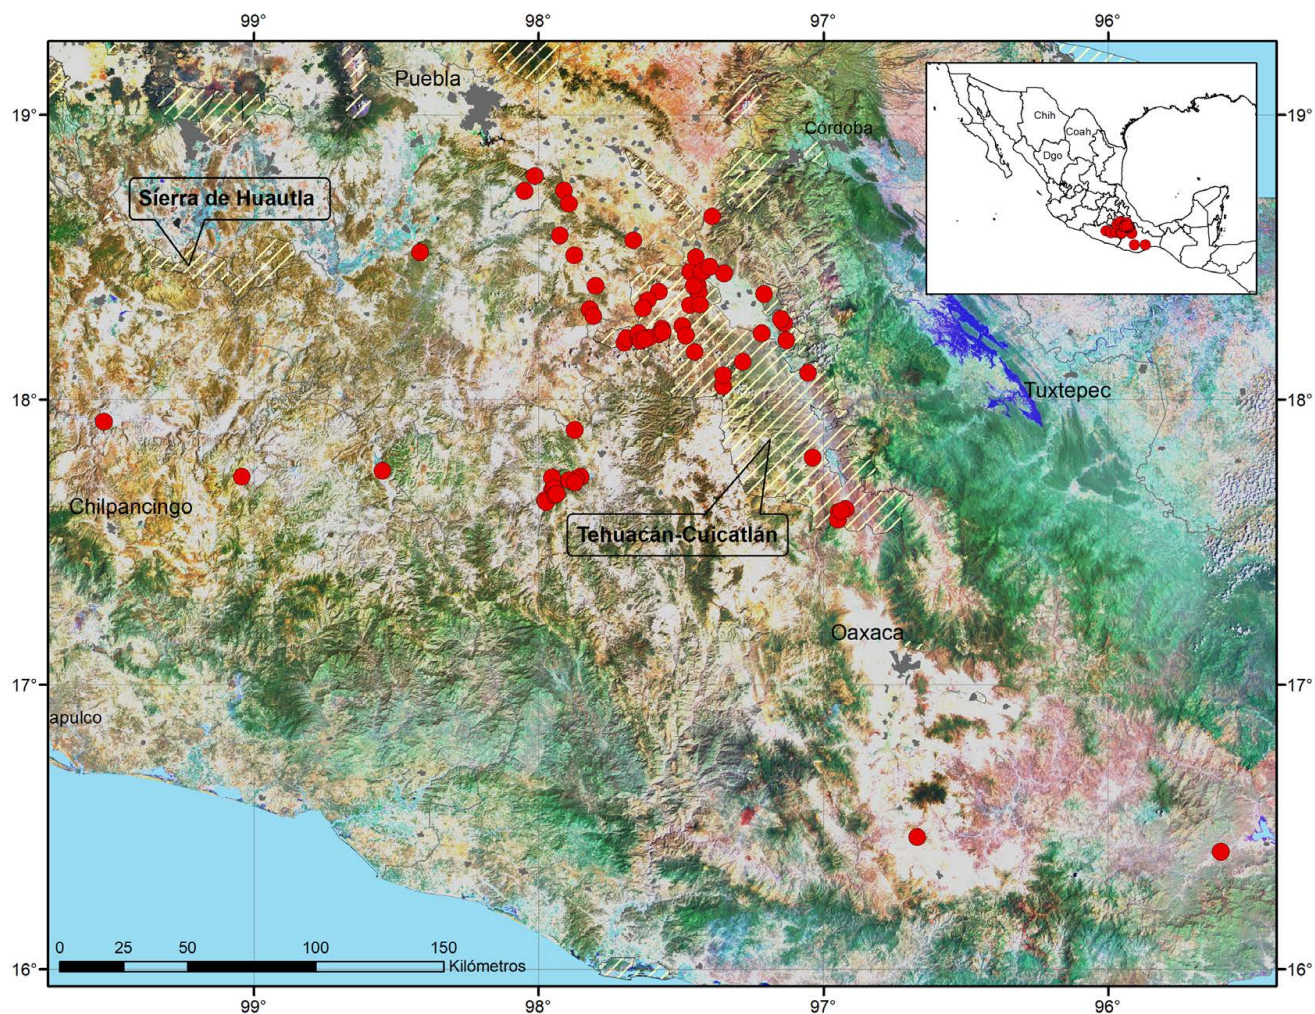 99°
98°
97°
96°
Puebla
19°
19°
Córdoba
Chih
Coah
Dgo
Sierra de Huautla
18°
18°
Tuxtepec
Chilpancingo
Tehuacán-Cuicatlán
Oaxaca
17°
17°
apulco
0 25 50 100 150
Kilómetros
16°
16°
99°
98°
97°
96°